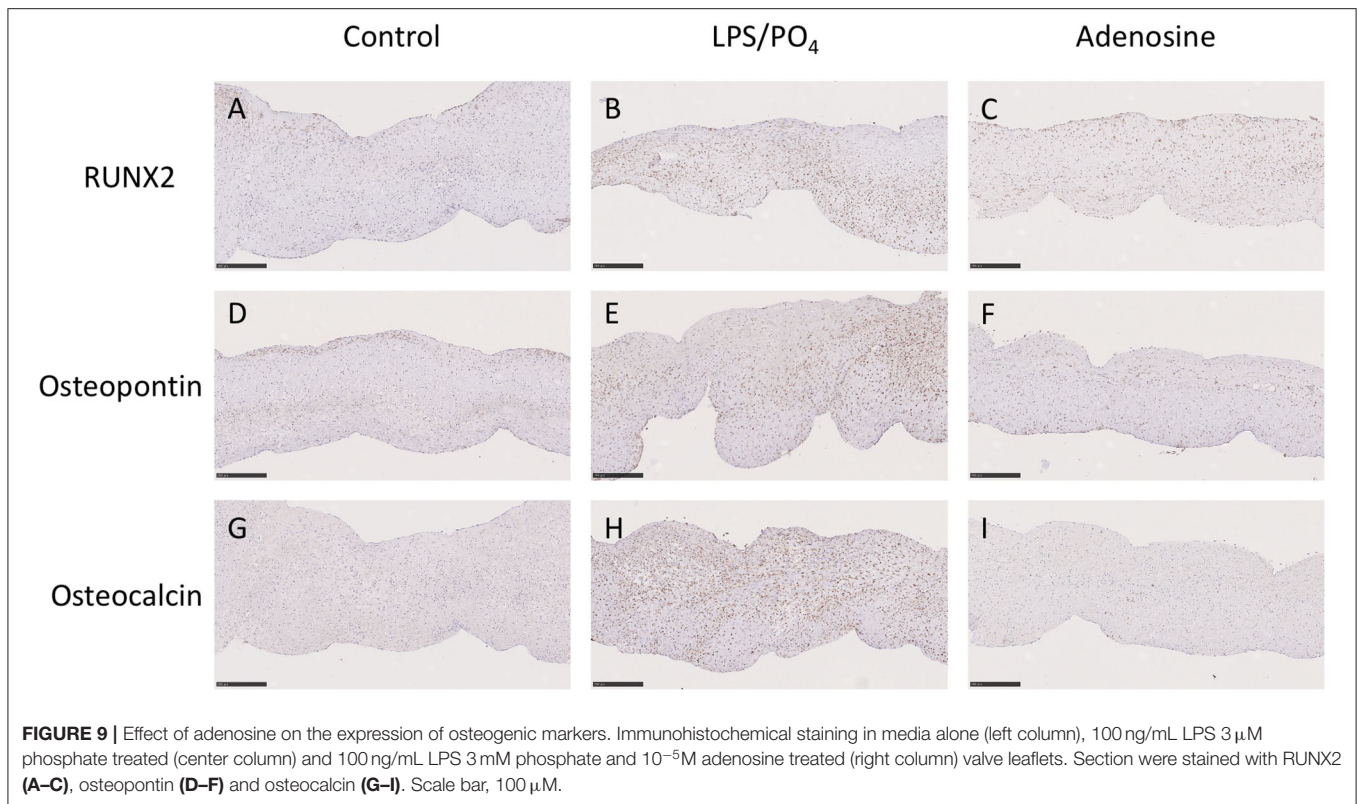 Control LPS/PO₄ Adenosine
RUNX2
A B C
Osteopontin
D E F
Osteocalcin
G H I
FIGURE 9 | Effect of adenosine on the expression of osteogenic markers. Immunohistochemical staining in media alone (left column), 100 ng/mL LPS 3 μM
phosphate treated (center column) and 100 ng/mL LPS 3 mM phosphate and 10⁻⁵M adenosine treated (right column) valve leaflets. Section were stained with RUNX2
(A–C), osteopontin (D–F) and osteocalcin (G–I). Scale bar, 100 μM.